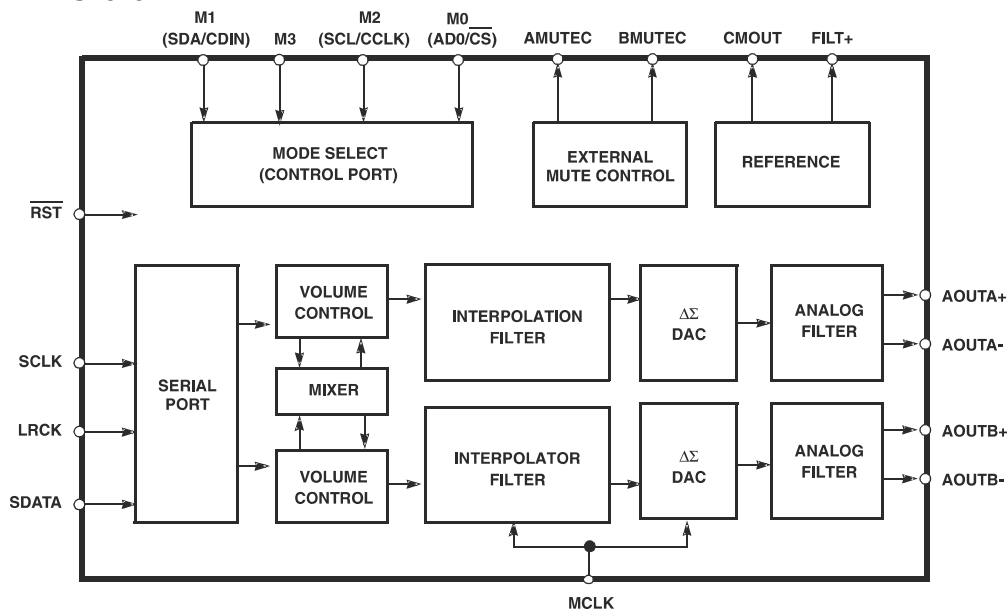 M1
(SDA/CDIN)
M3
M2
(SCL/CCLK)
M0
(AD0/CS)
AMUTEC
BMUTEC
CMOUT
FILT+
MODE SELECT
(CONTROL PORT)
EXTERNAL
MUTE CONTROL
REFERENCE
RST
SERIAL
PORT
VOLUME
CONTROL
INTERPOLATION
FILTER
ΔΣ
DAC
ANALOG
FILTER
AOUTA+
AOUTA-
SCLK
LRCK
SDATA
MIXER
VOLUME
CONTROL
INTERPOLATOR
FILTER
ΔΣ
DAC
ANALOG
FILTER
AOUTB+
AOUTB-
MCLK